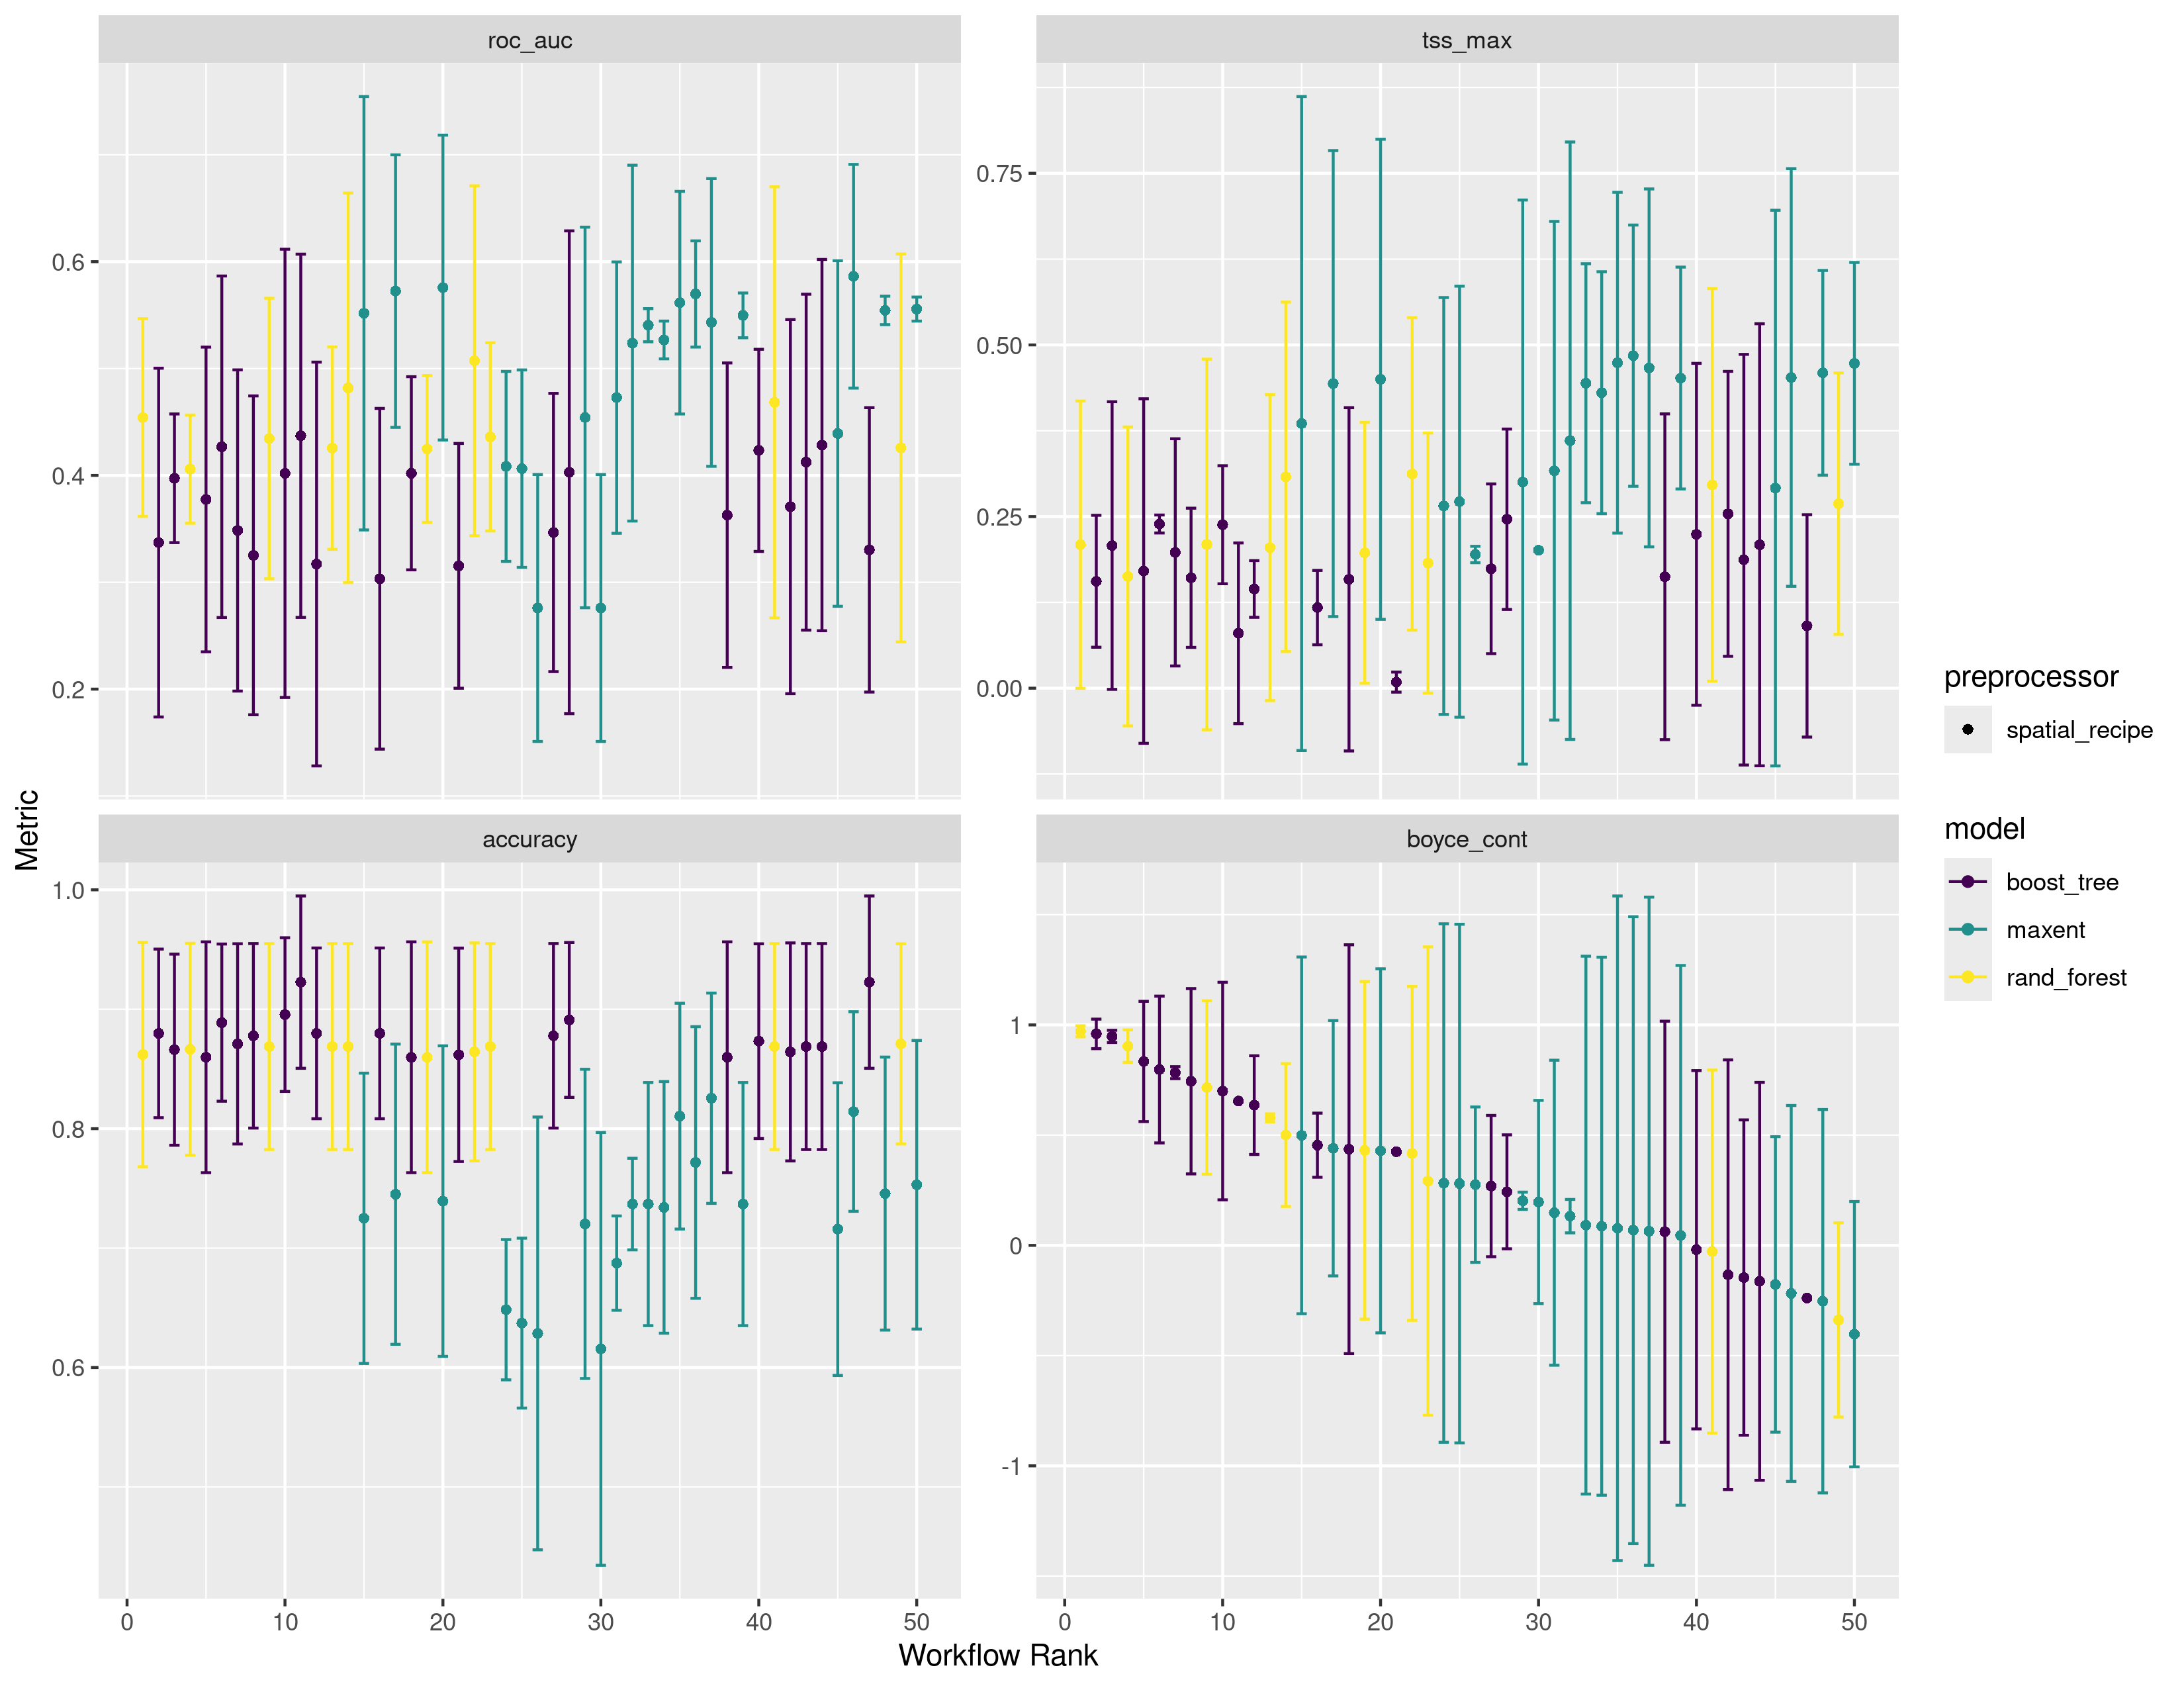 roc_auc
tss_max
0.6
0.4
0.2
0.75
0.50
0.25
0.00
accuracy
boyce_cont
1.0
0.8
0.6
1
0
-1
0 10 20 30 40 50
0 10 20 30 40 50
Workflow Rank
Metric
preprocessor
spatial_recipe
model
boost_tree
maxent
rand_forest